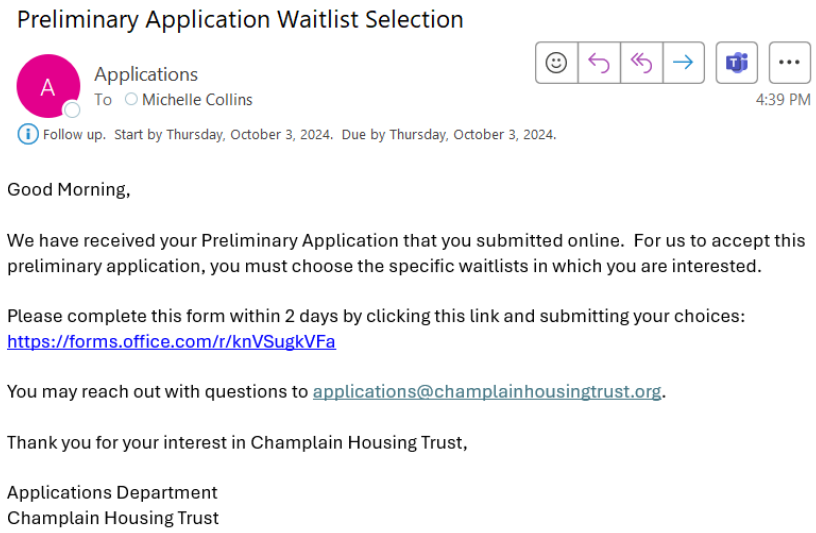 Preliminary Application Waitlist Selection
A
Applications
To Michelle Collins
4:39 PM
Follow up. Start by Thursday, October 3, 2024. Due by Thursday, October 3, 2024.
Good Morning,
We have received your Preliminary Application that you submitted online. For us to accept this
preliminary application, you must choose the specific waitlists in which you are interested.
Please complete this form within 2 days by clicking this link and submitting your choices:
https://forms.office.com/r/knVSugkVFa
You may reach out with questions to applications@champlainhousingtrust.org.
Thank you for your interest in Champlain Housing Trust,
Applications Department
Champlain Housing Trust